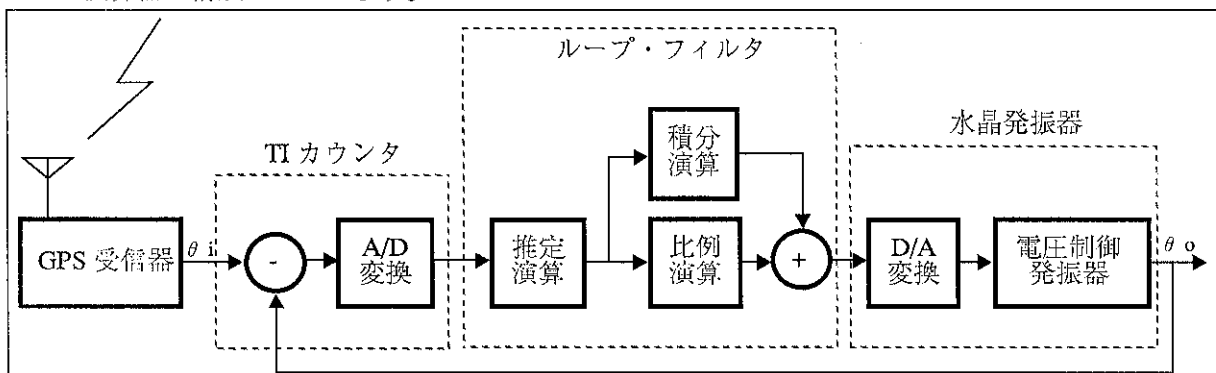 ループ・フィルタ
水晶発振器
TI カウンタ
積分
演算
GPS 受信器
θ i
-
A/D
変換
推定
演算
比例
演算
+
D/A
変換
電圧制御
発振器
θ o